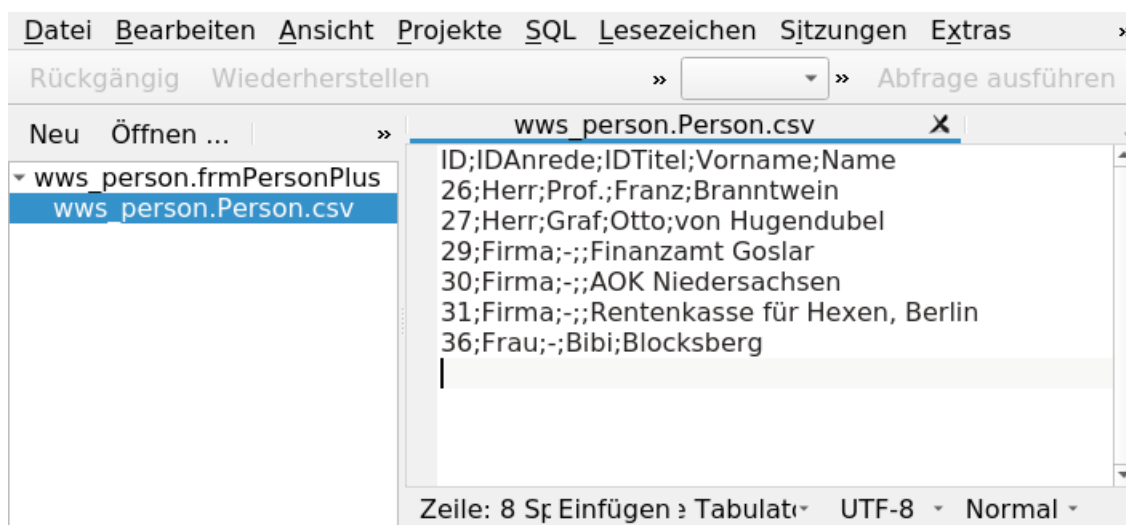 Datei Bearbeiten Ansicht Projekte SQL Lesezeichen Sitzungen Extras »
Rückgängig Wiederherstellen » » Abfrage ausführen
Neu Öffnen ... »
wws_person.frmPersonPlus
wws_person.Person.csv
wws_person.Person.csv
ID;IDAnrede;IDTitel;Vorname;Name
26;Herr;Prof.;Franz;Branntwein
27;Herr;Graf;Otto;von Hugendubel
29;Firma;-;;Finanzamt Goslar
30;Firma;-;;AOK Niedersachsen
31;Firma;-;;Rentenkasse für Hexen, Berlin
36;Frau;-;Bibi;Blocksberg
Zeile: 8 Einfügen UTF-8 Normal